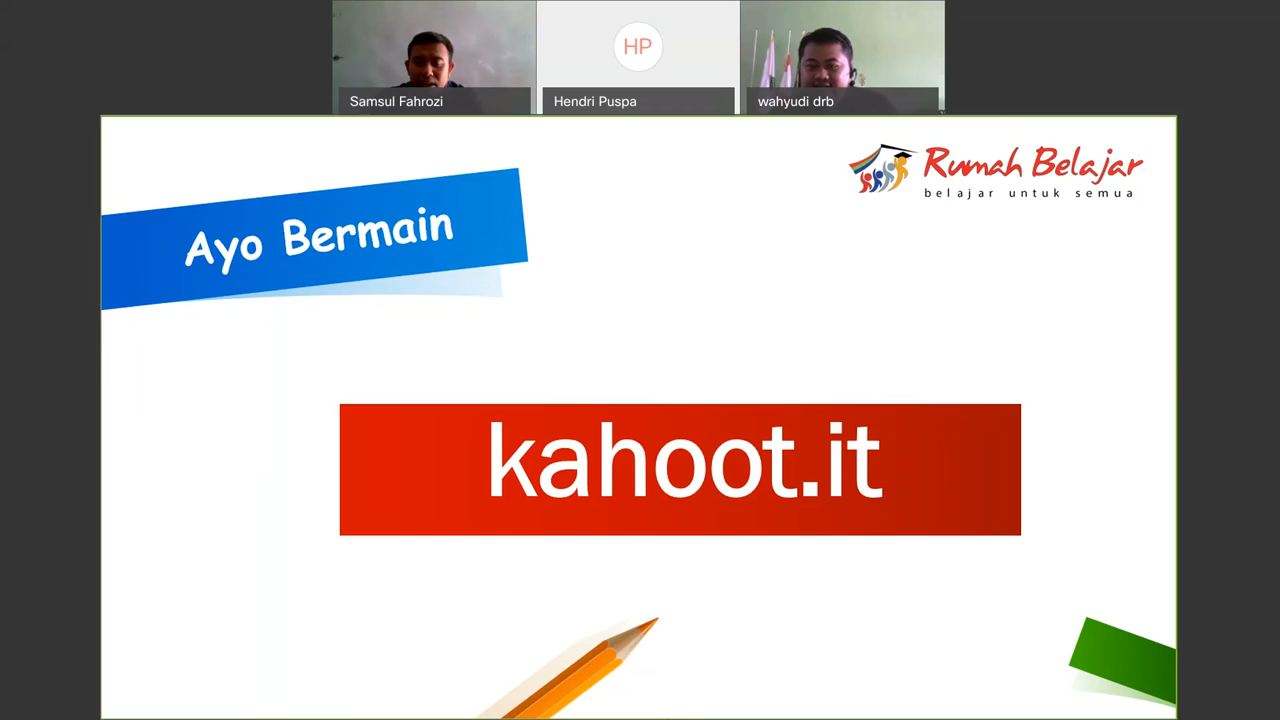 HP
Samsul Fahrozi
Hendri Puspa
wahyudi drb
Rumah Belajar
belajar untuk semua
Ayo Bermain
kahoot.it